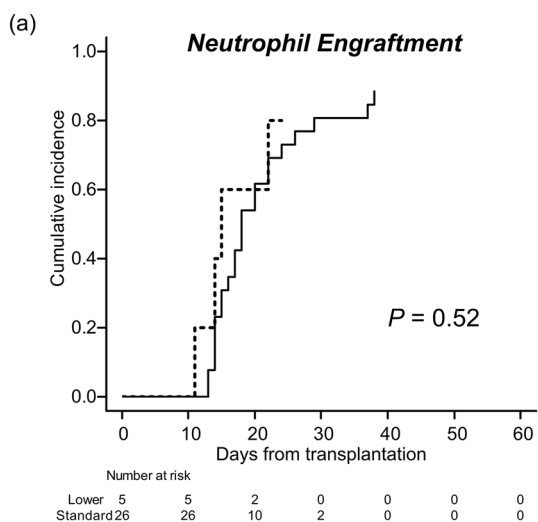 (a)
Neutrophil Engraftment
Cumulative incidence
1.0
0.8
0.6
0.4
0.2
0.0
P = 0.52
0 10 20 30 40 50 60
Days from transplantation
Number at risk
Lower 5 5 2 0 0 0 0
Standard 26 26 10 2 0 0 0